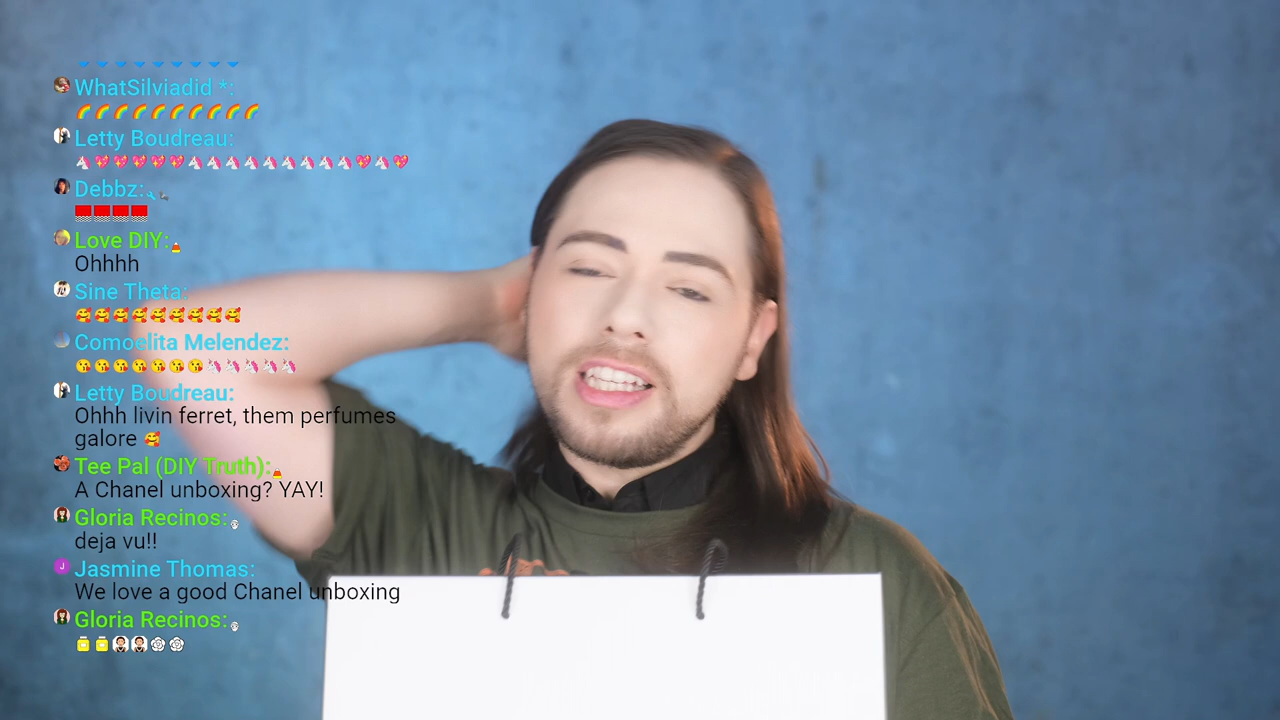 WhatSilviadid *:
🌈🌈🌈🌈🌈🌈🌈🌈🌈🌈
Letty Boudreau:
🦄💖💖💖💖💖🦄🦄🦄🦄🦄🦄🦄🦄🦄💖🦄💖
Debbz:
Love DIY:
Ohhhh
Sine Theta:
🥰🥰🥰🥰🥰🥰🥰🥰🥰
Comoelita Melendez:
😘😘😘😘😘😘😘🦄🦄🦄🦄🦄
Letty Boudreau:
Ohhh livin ferret, them perfumes
galore 🥰
Tee Pal (DIY Truth):
A Chanel unboxing? YAY!
Gloria Recinos:
deja vu!!
J Jasmine Thomas:
We love a good Chanel unboxing
Gloria Recinos: